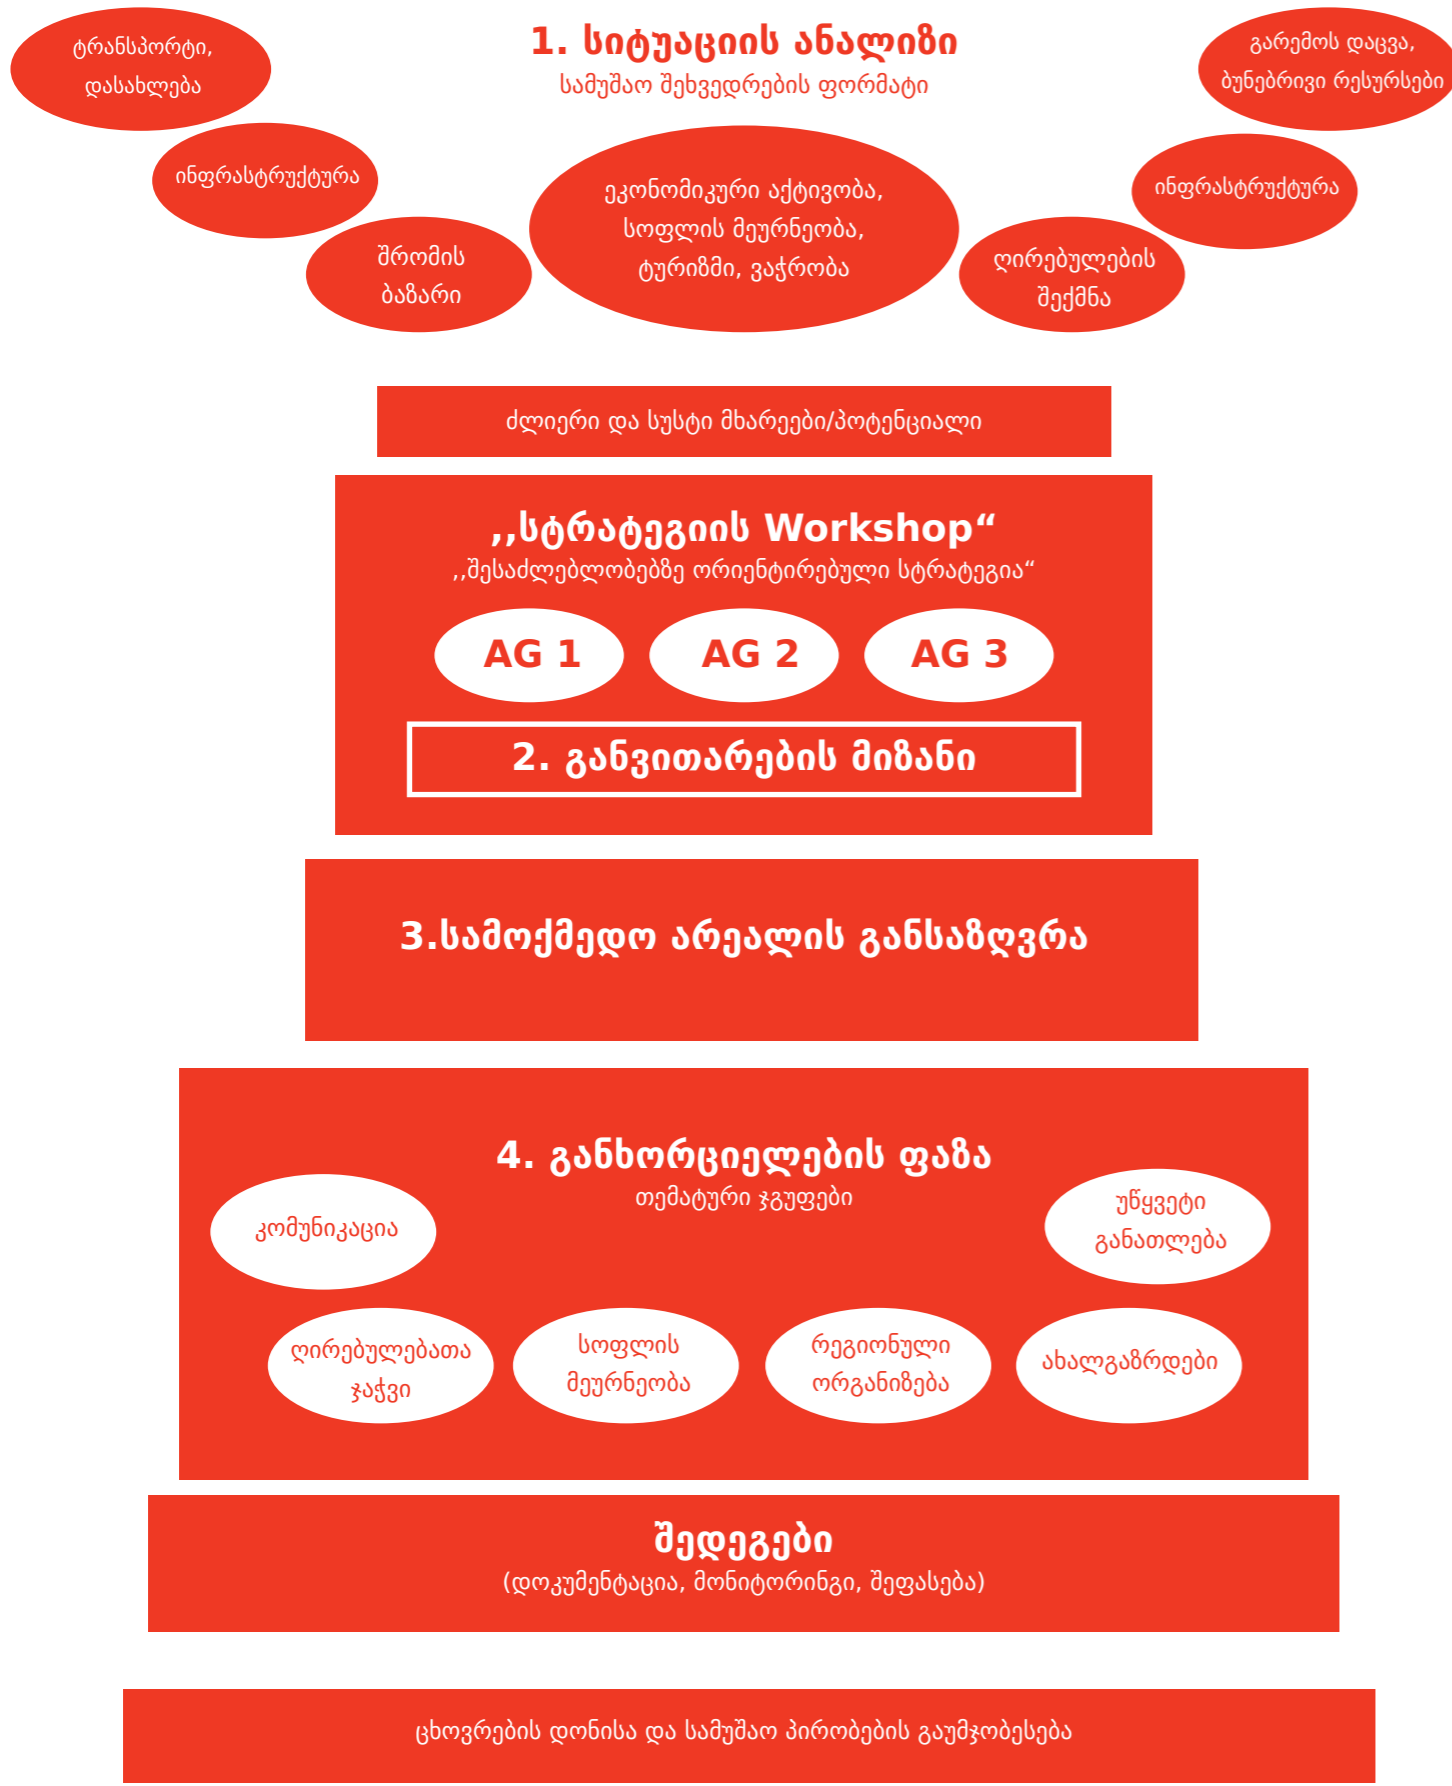 1. სიტუაციის ანალიზი
სამუშაო შეხვედრების ფორმატი
ტრანსპორტი,
დასახლება
ინფრასტრუქტურა
შრომის
ბაზარი
ეკონომიკური აქტივობა,
სოფლის მეურნეობა,
ტურიზმი, ვაჭრობა
ღირებულების
შექმნა
ინფრასტრუქტურა
გარემოს დაცვა,
ბუნებრივი რესურსები
ძლიერი და სუსტი მხარეები/პოტენციალი
,,სტრატეგიის Workshop“
,,შესაძლებლობებზე ორიენტირებული სტრატეგია“
AG 1
AG 2
AG 3
2. განვითარების მიზანი
3.სამოქმედო არეალის განსაზღვრა
4. განხორციელების ფაზა
თემატური ჯგუფები
კომუნიკაცია
უწყვეტი
განათლება
ღირებულებათა
ჯაჭვი
სოფლის
მეურნეობა
რეგიონული
ორგანიზება
ახალგაზრდები
შედეგები
(დოკუმენტაცია, მონიტორინგი, შეფასება)
ცხოვრების დონისა და სამუშაო პირობების გაუმჯობესება